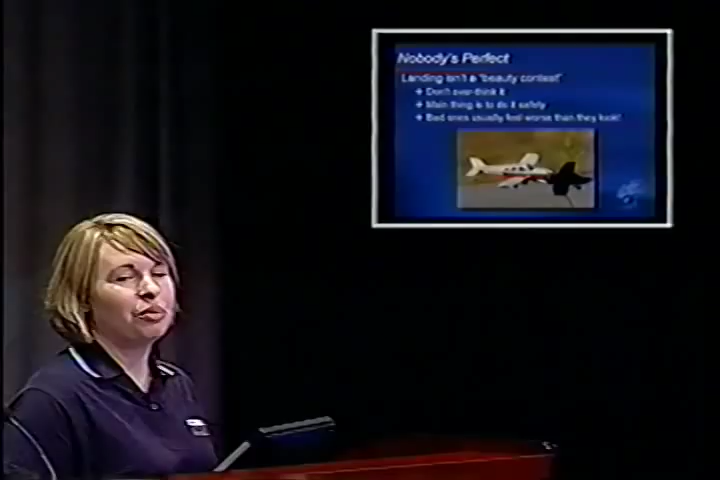 Nobody's Perfect
Landing isn't a "beauty contest"
Don't over-think it
Main thing is to do it safely
Bad ones usually feel worse than they look!